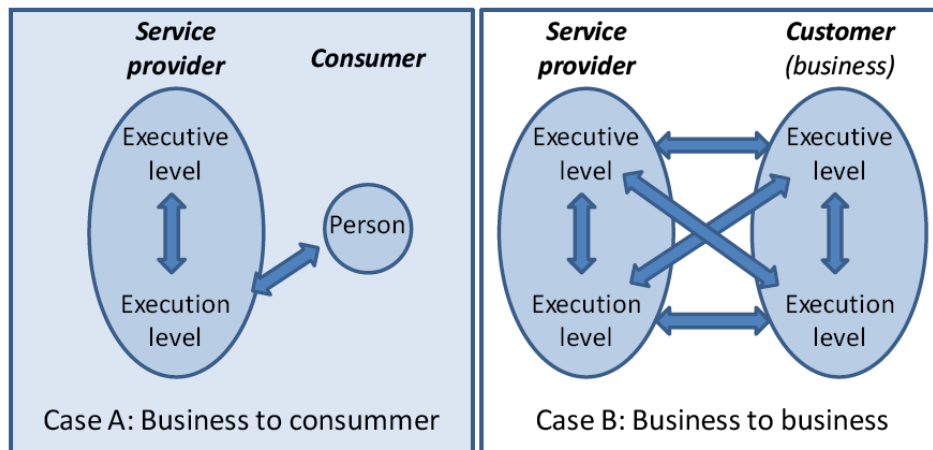 Service
provider
Consumer
Executive
level
Person
Execution
level
Case A: Business to consummer
Service
provider
Customer
(business)
Executive
level
Executive
level
Execution
level
Execution
level
Case B: Business to business